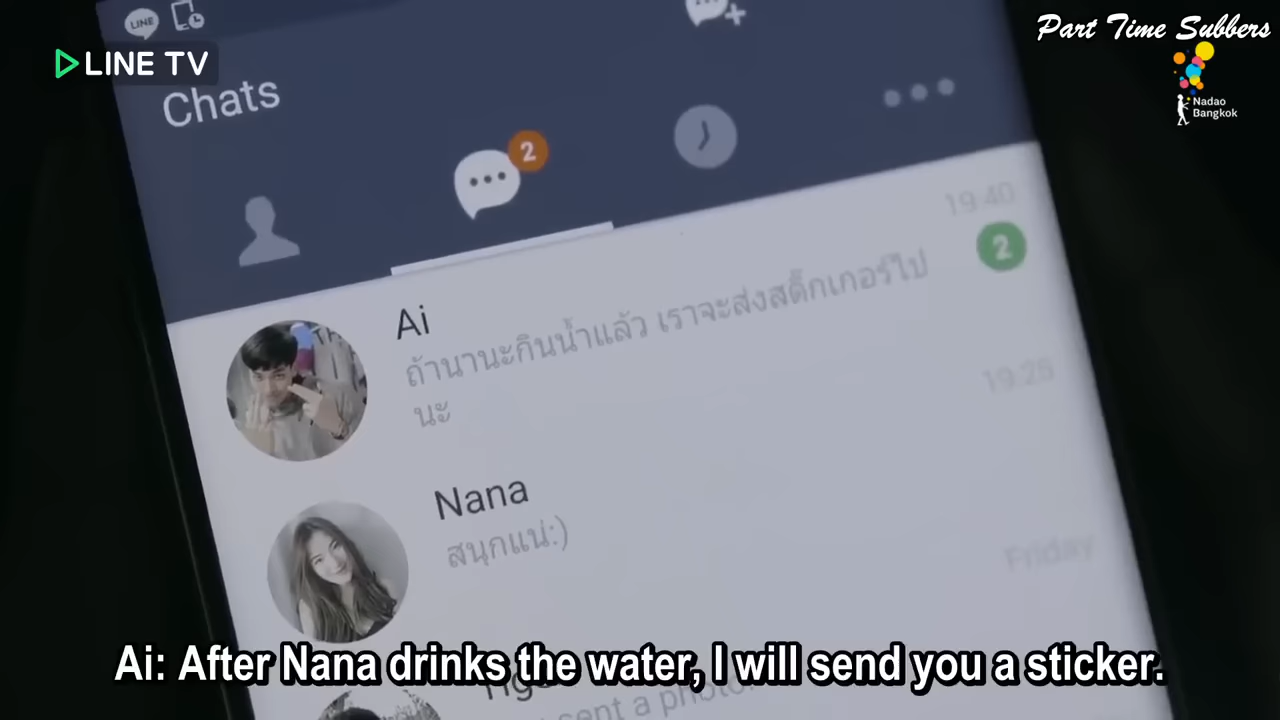 Part Time Subbers
LINE
LINE TV
Nadao
Bangkok
Chats
2
19:40
2
Ai
ถ้านานะกินน้ำแล้ว เราจะส่งสติ๊กเกอร์ไป
นะ
19:28
Nana
สนุกแน่:)
Friday
sent a photo.
Ai: After Nana drinks the water, I will send you a sticker.